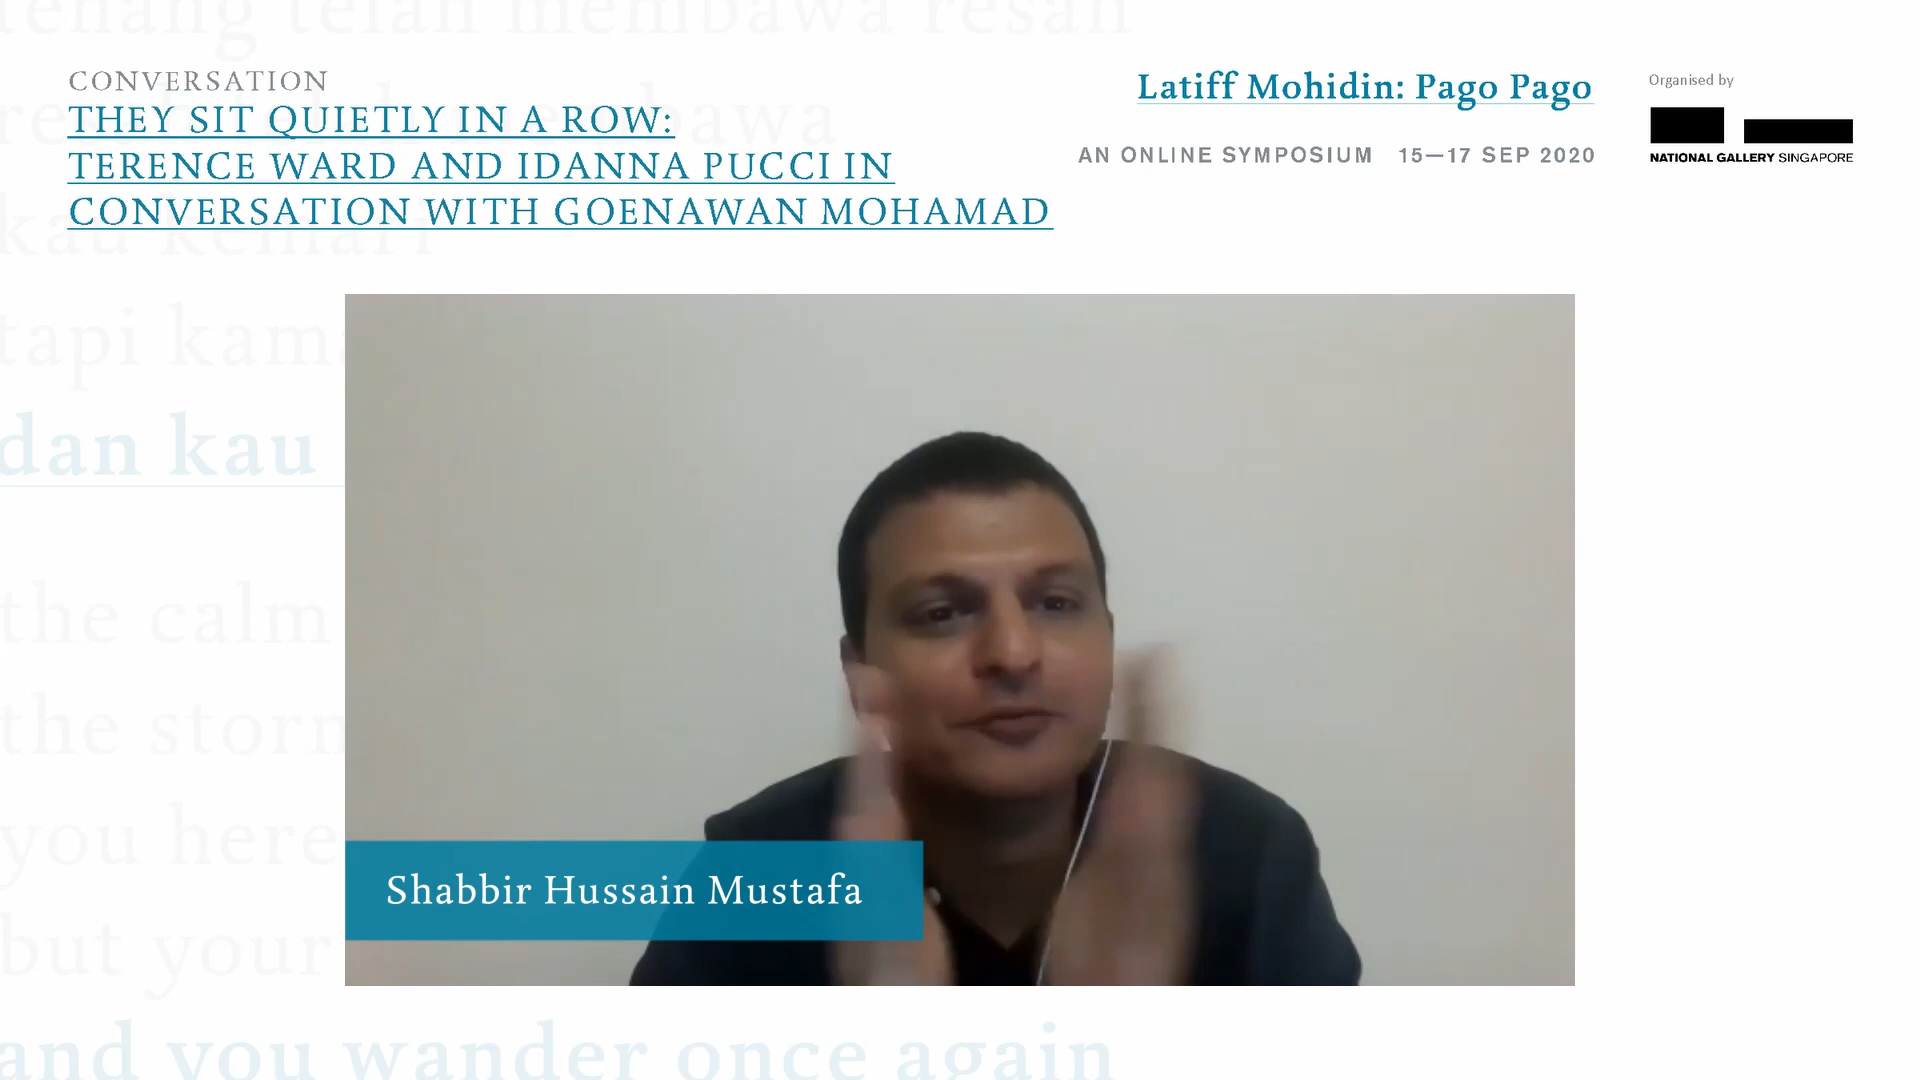 tenang telah membawa resah
CONVERSATION
THEY SIT QUIETLY IN A ROW:
TERENCE WARD AND IDANNA PUCCI IN
CONVERSATION WITH GOENAWAN MOHAMAD
Latiff Mohidin: Pago Pago
AN ONLINE SYMPOSIUM 15—17 SEP 2020
Organised by
NATIONAL GALLERY SINGAPORE
kau kemari
tapi kam
dan kau
the calm
the storm
you here
but your
and you wander once again
Shabbir Hussain Mustafa